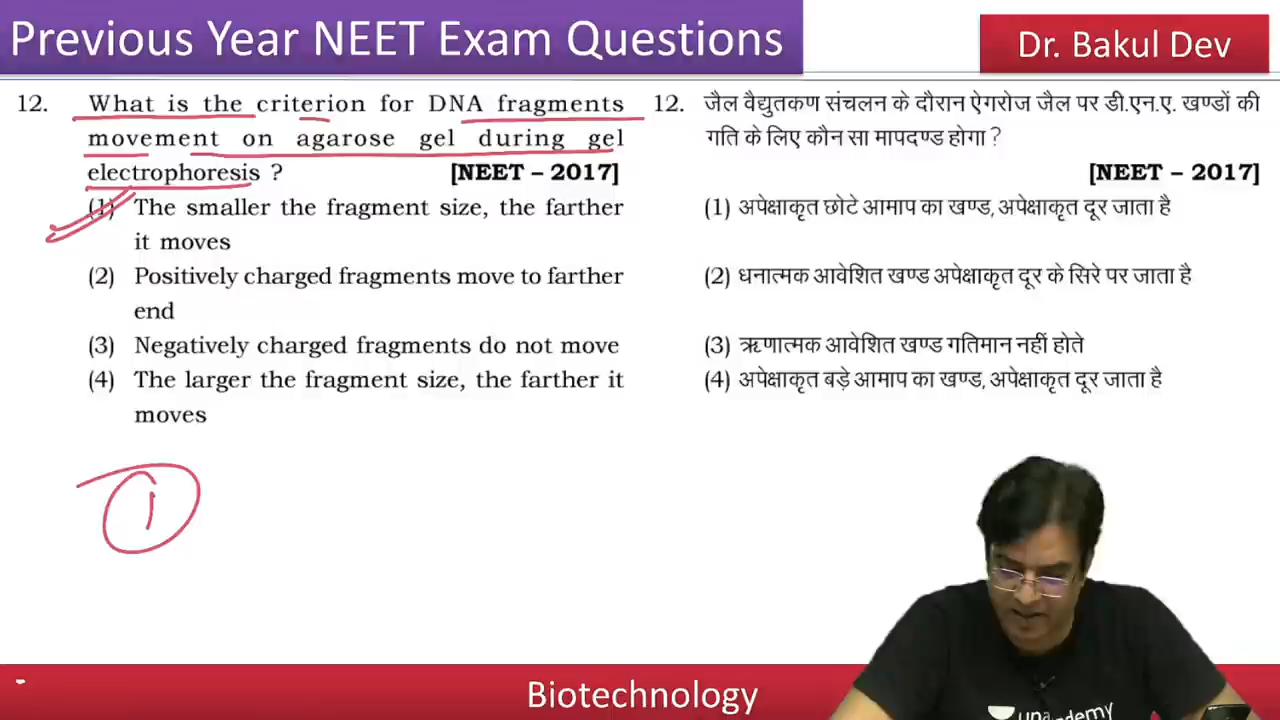 Previous Year NEET Exam Questions
Dr. Bakul Dev
12. What is the criterion for DNA fragments
movement on agarose gel during gel
electrophoresis ? [NEET – 2017]
(1) The smaller the fragment size, the farther
it moves
(2) Positively charged fragments move to farther
end
(3) Negatively charged fragments do not move
(4) The larger the fragment size, the farther it
moves
1
12. जैल वैद्युतकण संचलन के दौरान ऐगरोज जैल पर डी.एन.ए. खण्डों की
गति के लिए कौन सा मापदण्ड होगा ?
[NEET – 2017]
(1) अपेक्षाकृत छोटे आमाप का खण्ड, अपेक्षाकृत दूर जाता है
(2) धनात्मक आवेशित खण्ड अपेक्षाकृत दूर के सिरे पर जाता है
(3) ऋणात्मक आवेशित खण्ड गतिमान नहीं होते
(4) अपेक्षाकृत बड़े आमाप का खण्ड, अपेक्षाकृत दूर जाता है
Biotechnology